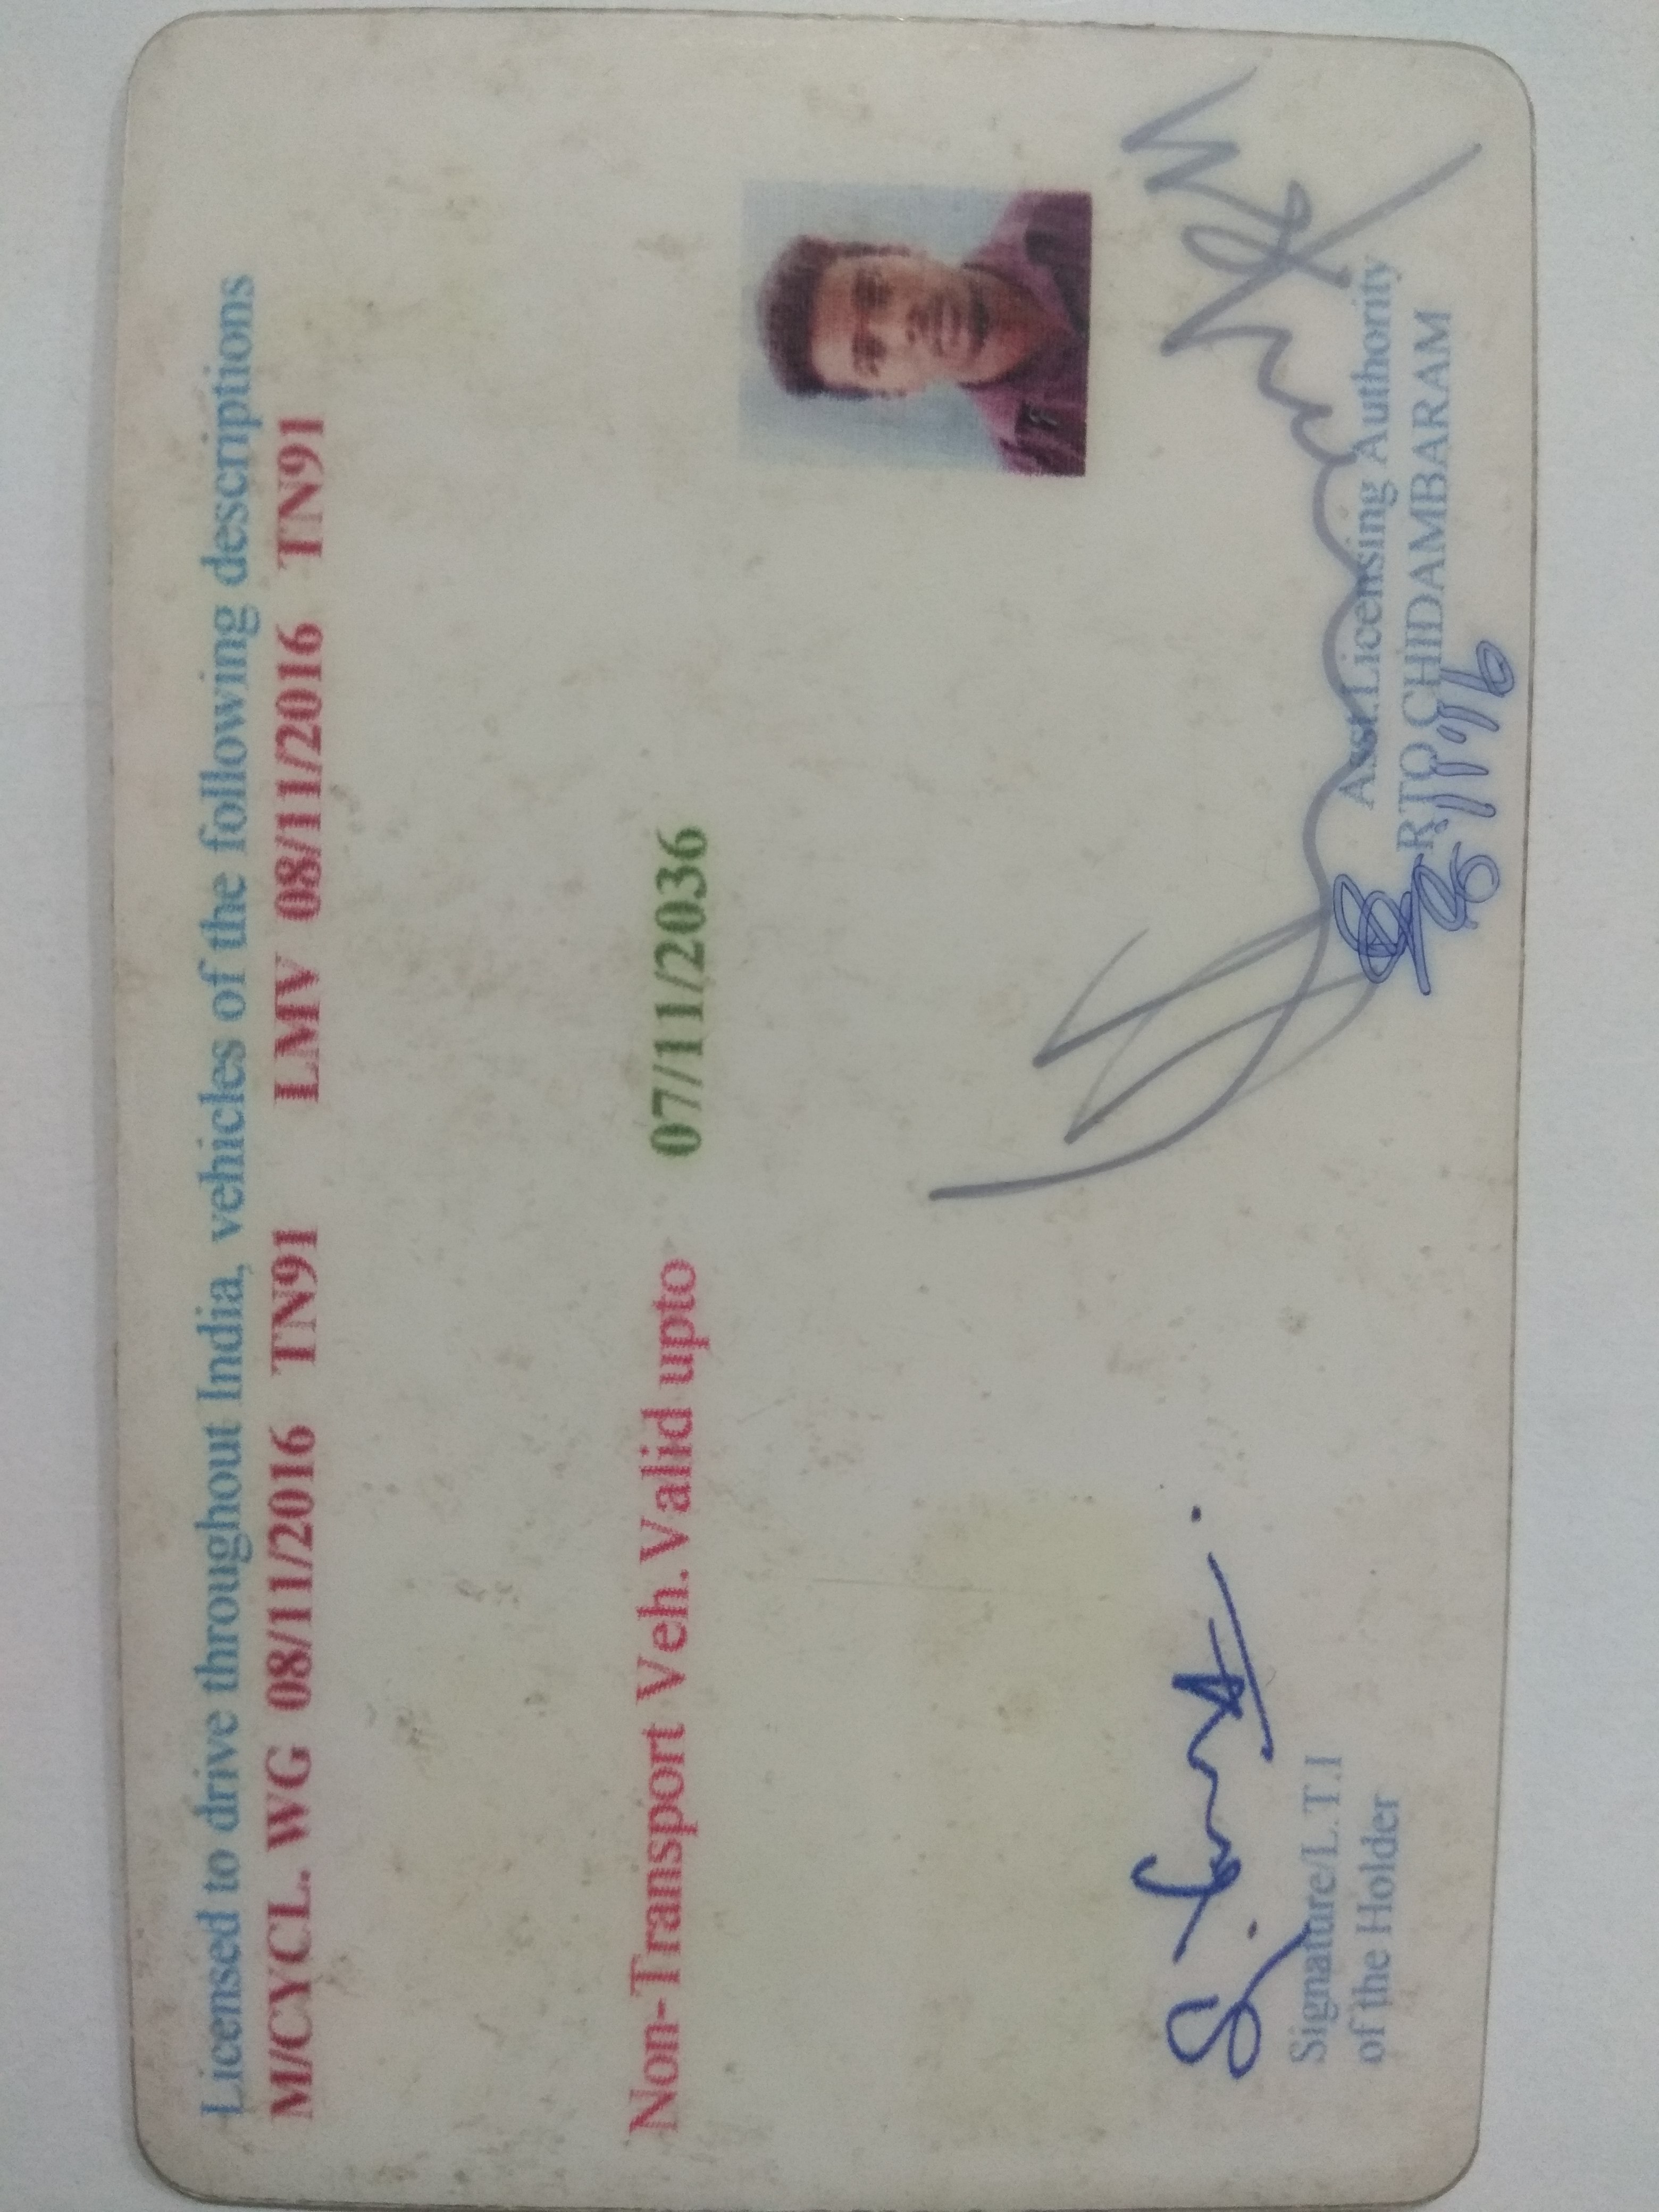 Licensed to drive throughout India, vehicles of the following descriptions
M/CYCL. WG 08/11/2016 TN91 LMV 08/11/2016 TN91
Non-Transport Veh. Valid upto 07/11/2036
Signature/L.T.I
of the Holder
Asst.Licensing Authority
RTO CHIDAMBARAM